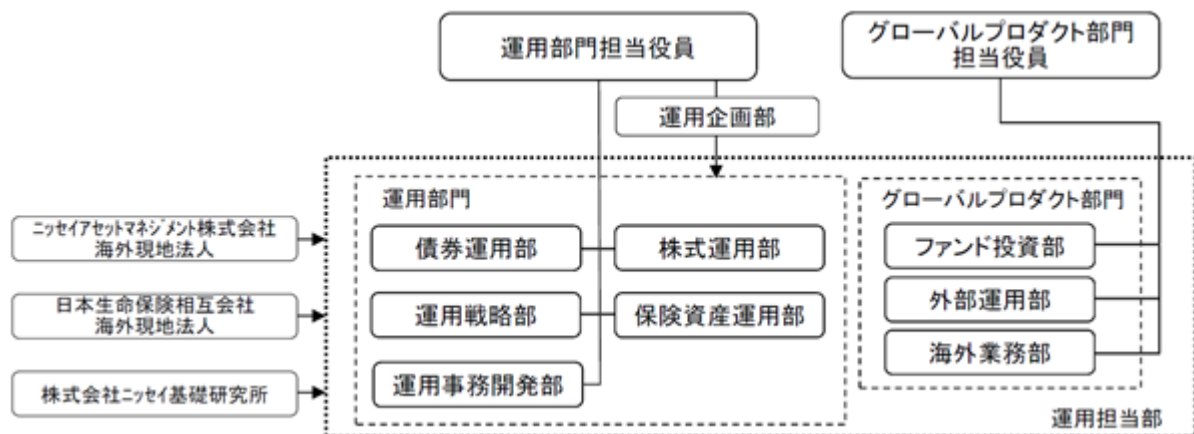 運用部門担当役員
グローバルプロダクト部門
担当役員
運用企画部
運用部門
グローバルプロダクト部門
ニッセイアセットマネジメント株式会社
海外現地法人
債券運用部
株式運用部
ファンド投資部
日本生命保険相互会社
海外現地法人
運用戦略部
保険資産運用部
外部運用部
海外業務部
株式会社ニッセイ基礎研究所
運用事務開発部
運用担当部